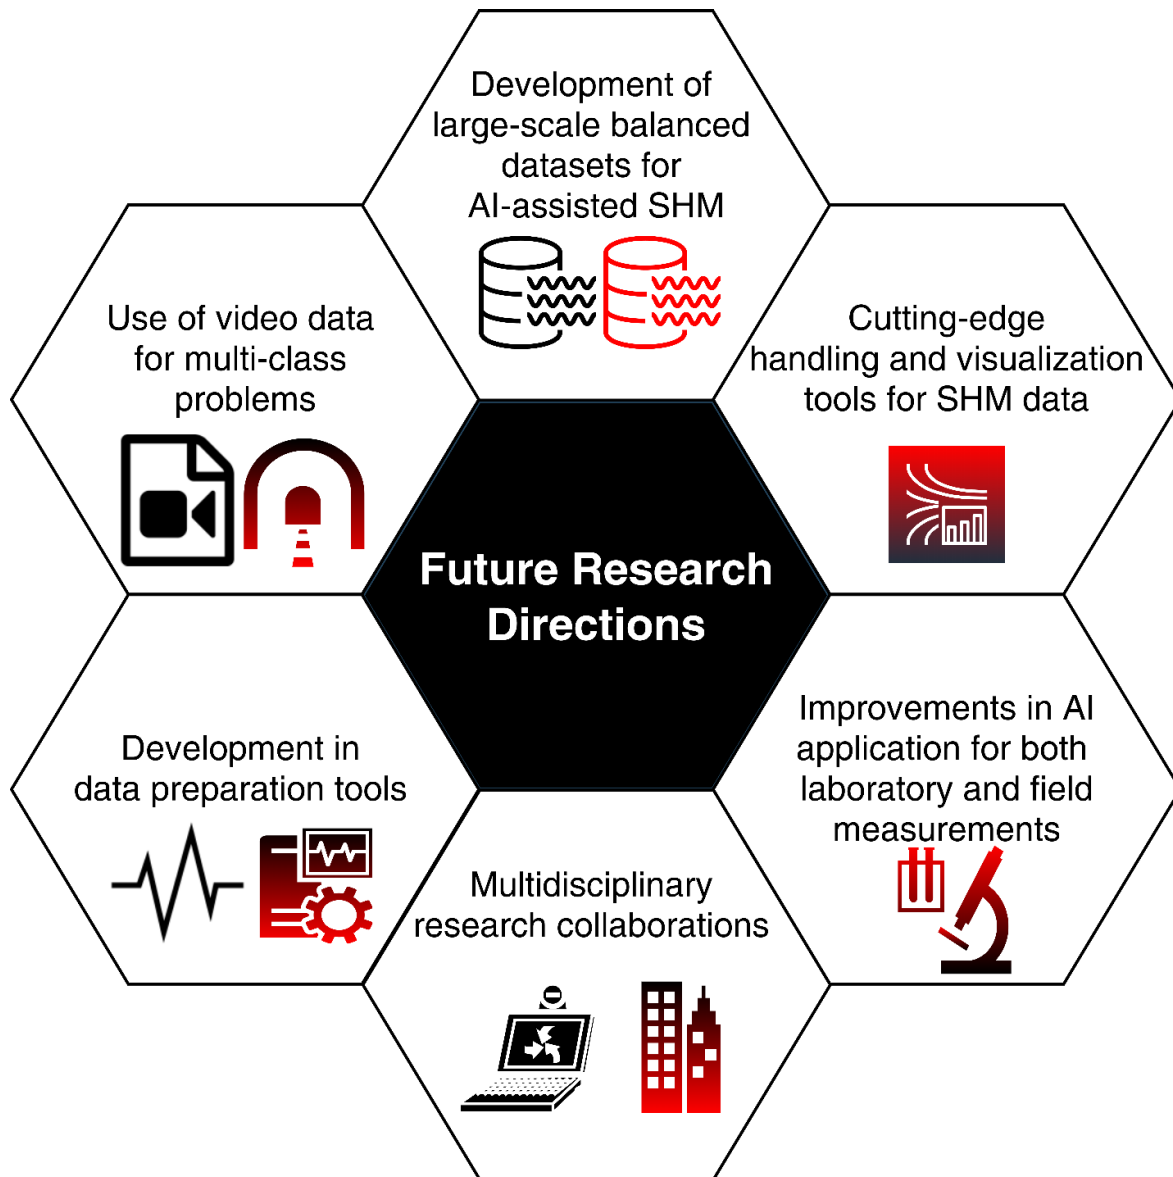 Development of
large-scale balanced
datasets for
AI-assisted SHM
Use of video data
for multi-class
problems
Cutting-edge
handling and visualization
tools for SHM data
Future Research
Directions
Development in
data preparation tools
Improvements in AI
application for both
laboratory and field
measurements
Multidisciplinary
research collaborations